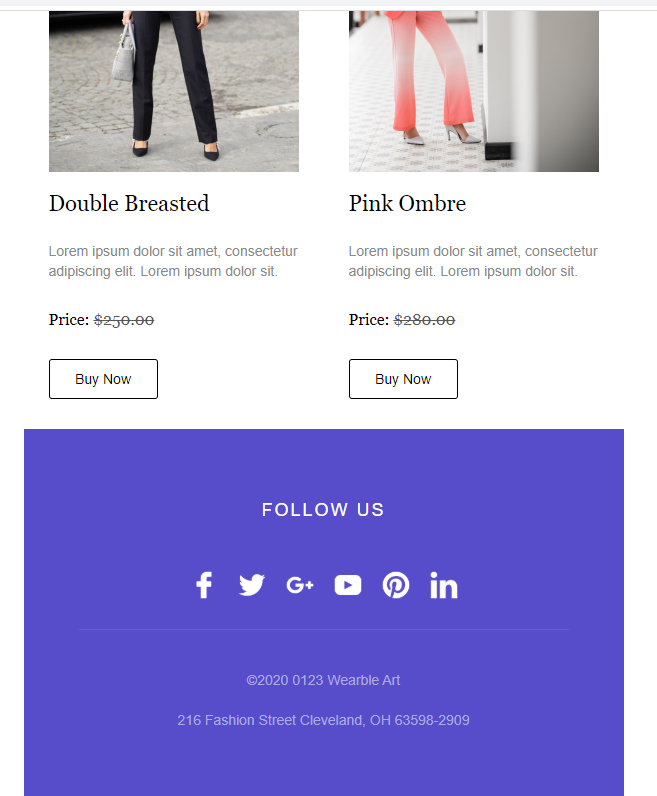 Double Breasted
Lorem ipsum dolor sit amet, consectetur
adipiscing elit. Lorem ipsum dolor sit.
Price: $250.00
Buy Now
Pink Ombre
Lorem ipsum dolor sit amet, consectetur
adipiscing elit. Lorem ipsum dolor sit.
Price: $280.00
Buy Now
FOLLOW US
©2020 0123 Wearble Art
216 Fashion Street Cleveland, OH 63598-2909